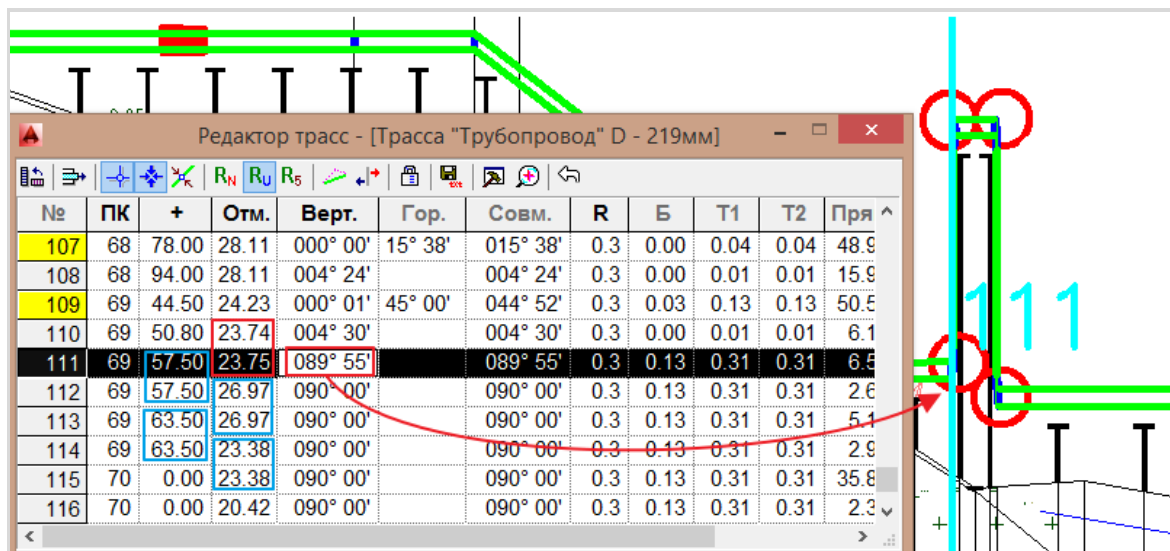 Редактор трасс - [Трасса "Трубопровод" D - 219мм]
RN RU R5 txt
№ ПК + Отм. Верт. Гор. Совм. R Б Т1 Т2 Пря
107 68 78.00 28.11 000° 00' 15° 38' 015° 38' 0.3 0.00 0.04 0.04 48.9
108 68 94.00 28.11 004° 24' 004° 24' 0.3 0.00 0.01 0.01 15.9
109 69 44.50 24.23 000° 01' 45° 00' 044° 52' 0.3 0.03 0.13 0.13 50.5
110 69 50.80 23.74 004° 30' 004° 30' 0.3 0.00 0.01 0.01 6.1
111 69 57.50 23.75 089° 55' 089° 55' 0.3 0.13 0.31 0.31 6.5
112 69 57.50 26.97 090° 00' 090° 00' 0.3 0.13 0.31 0.31 2.6
113 69 63.50 26.97 090° 00' 090° 00' 0.3 0.13 0.31 0.31 5.1
114 69 63.50 23.38 090° 00' 090° 00' 0.3 0.13 0.31 0.31 2.9
115 70 0.00 23.38 090° 00' 090° 00' 0.3 0.13 0.31 0.31 35.8
116 70 0.00 20.42 090° 00' 090° 00' 0.3 0.13 0.31 0.31 2.3
111